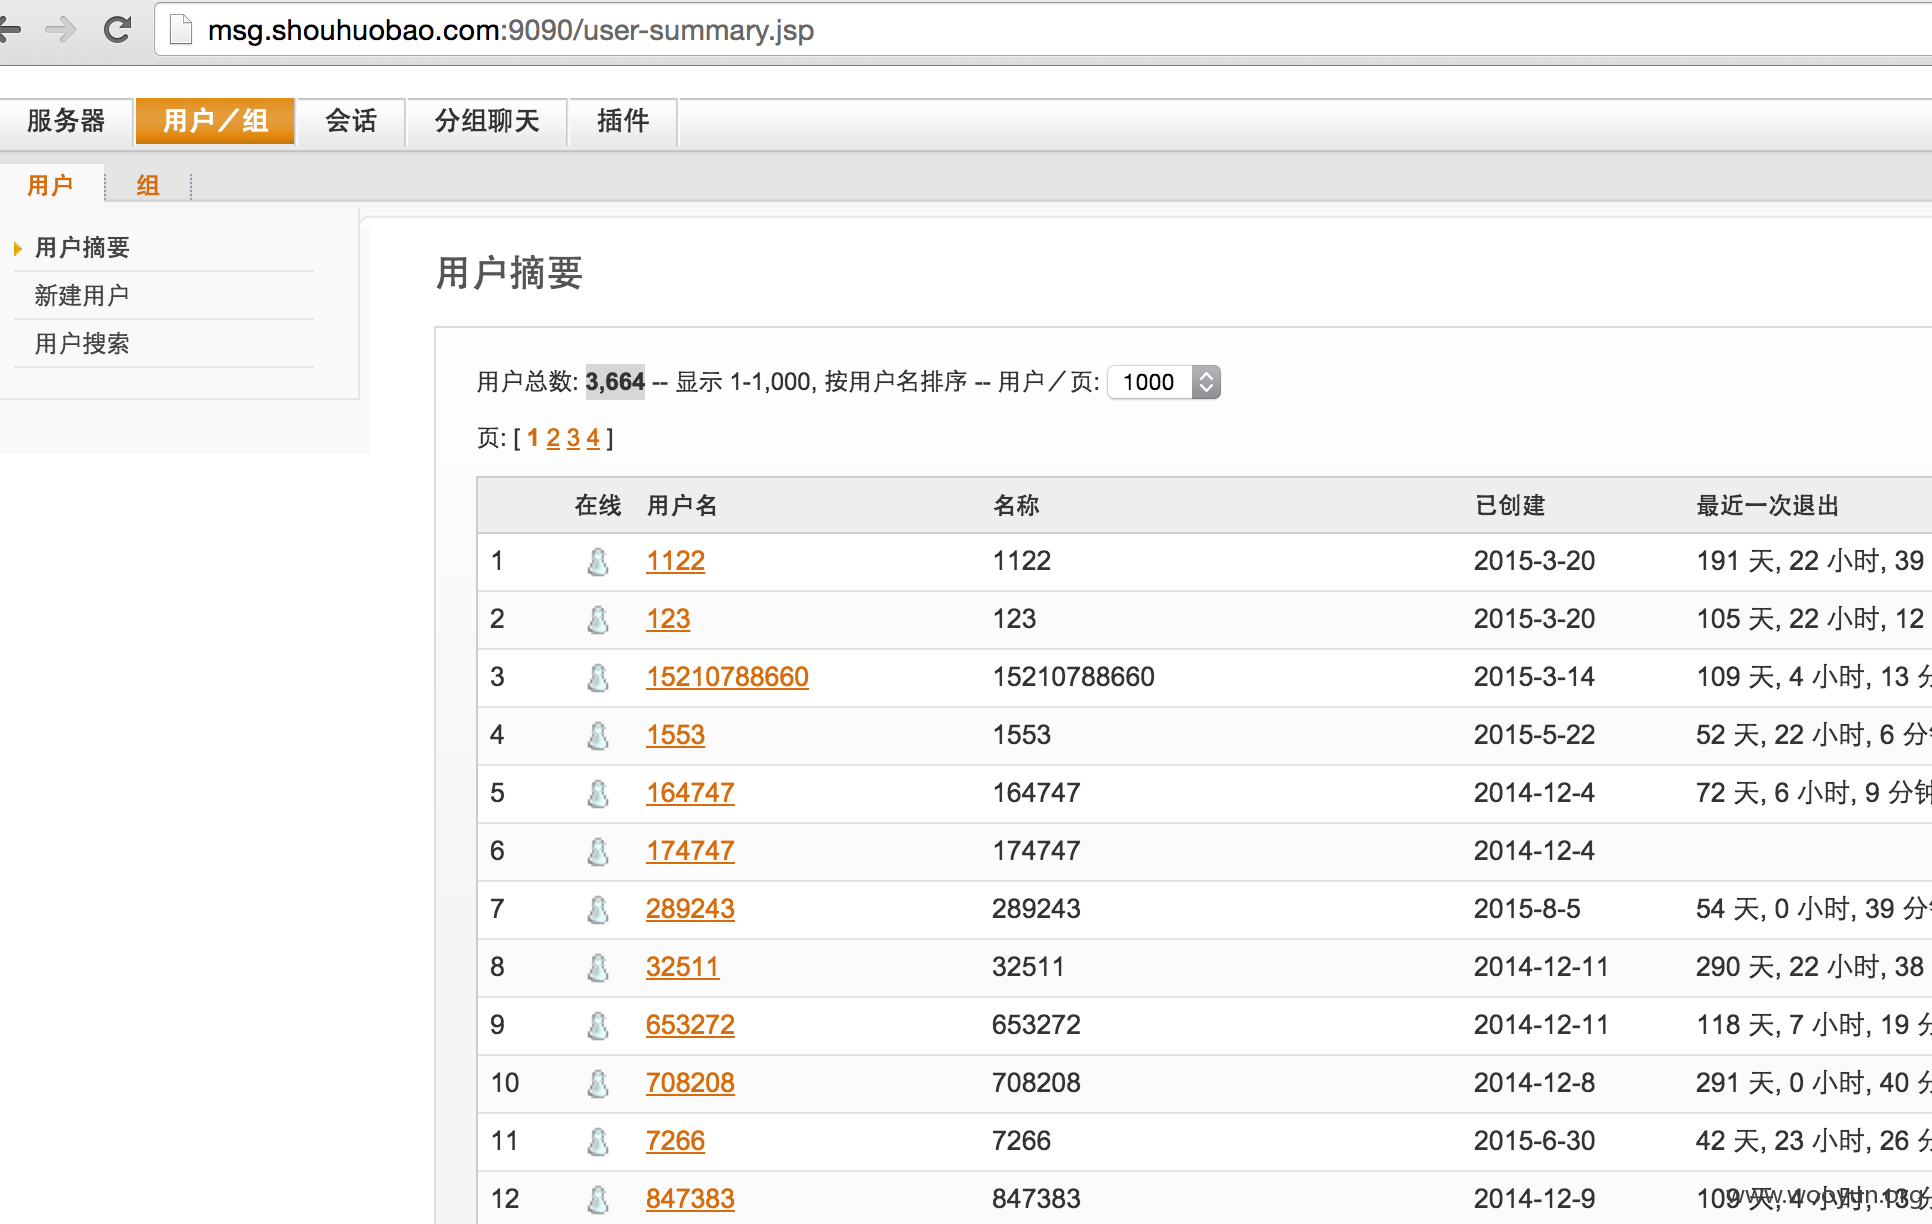 msg.shouhuobao.com:9090/user-summary.jsp
服务器 用户／组 会话 分组聊天 插件
用户 组
用户摘要
新建用户
用户搜索
用户摘要
用户总数: 3,664 -- 显示 1-1,000, 按用户名排序 -- 用户／页: 1000
页: [ 1 2 3 4 ]
在线 用户名 名称 已创建 最近一次退出
1 1122 1122 2015-3-20 191 天, 22 小时, 39
2 123 123 2015-3-20 105 天, 22 小时, 12
3 15210788660 15210788660 2015-3-14 109 天, 4 小时, 13 分
4 1553 1553 2015-5-22 52 天, 22 小时, 6 分钟
5 164747 164747 2014-12-4 72 天, 6 小时, 9 分钟
6 174747 174747 2014-12-4
7 289243 289243 2015-8-5 54 天, 0 小时, 39 分钟
8 32511 32511 2014-12-11 290 天, 22 小时, 38
9 653272 653272 2014-12-11 118 天, 7 小时, 19 分
10 708208 708208 2014-12-8 291 天, 0 小时, 40 分
11 7266 7266 2015-6-30 42 天, 23 小时, 26 分
12 847383 847383 2014-12-9 109 天, 4 小时, 13 分
www.wooyun.org